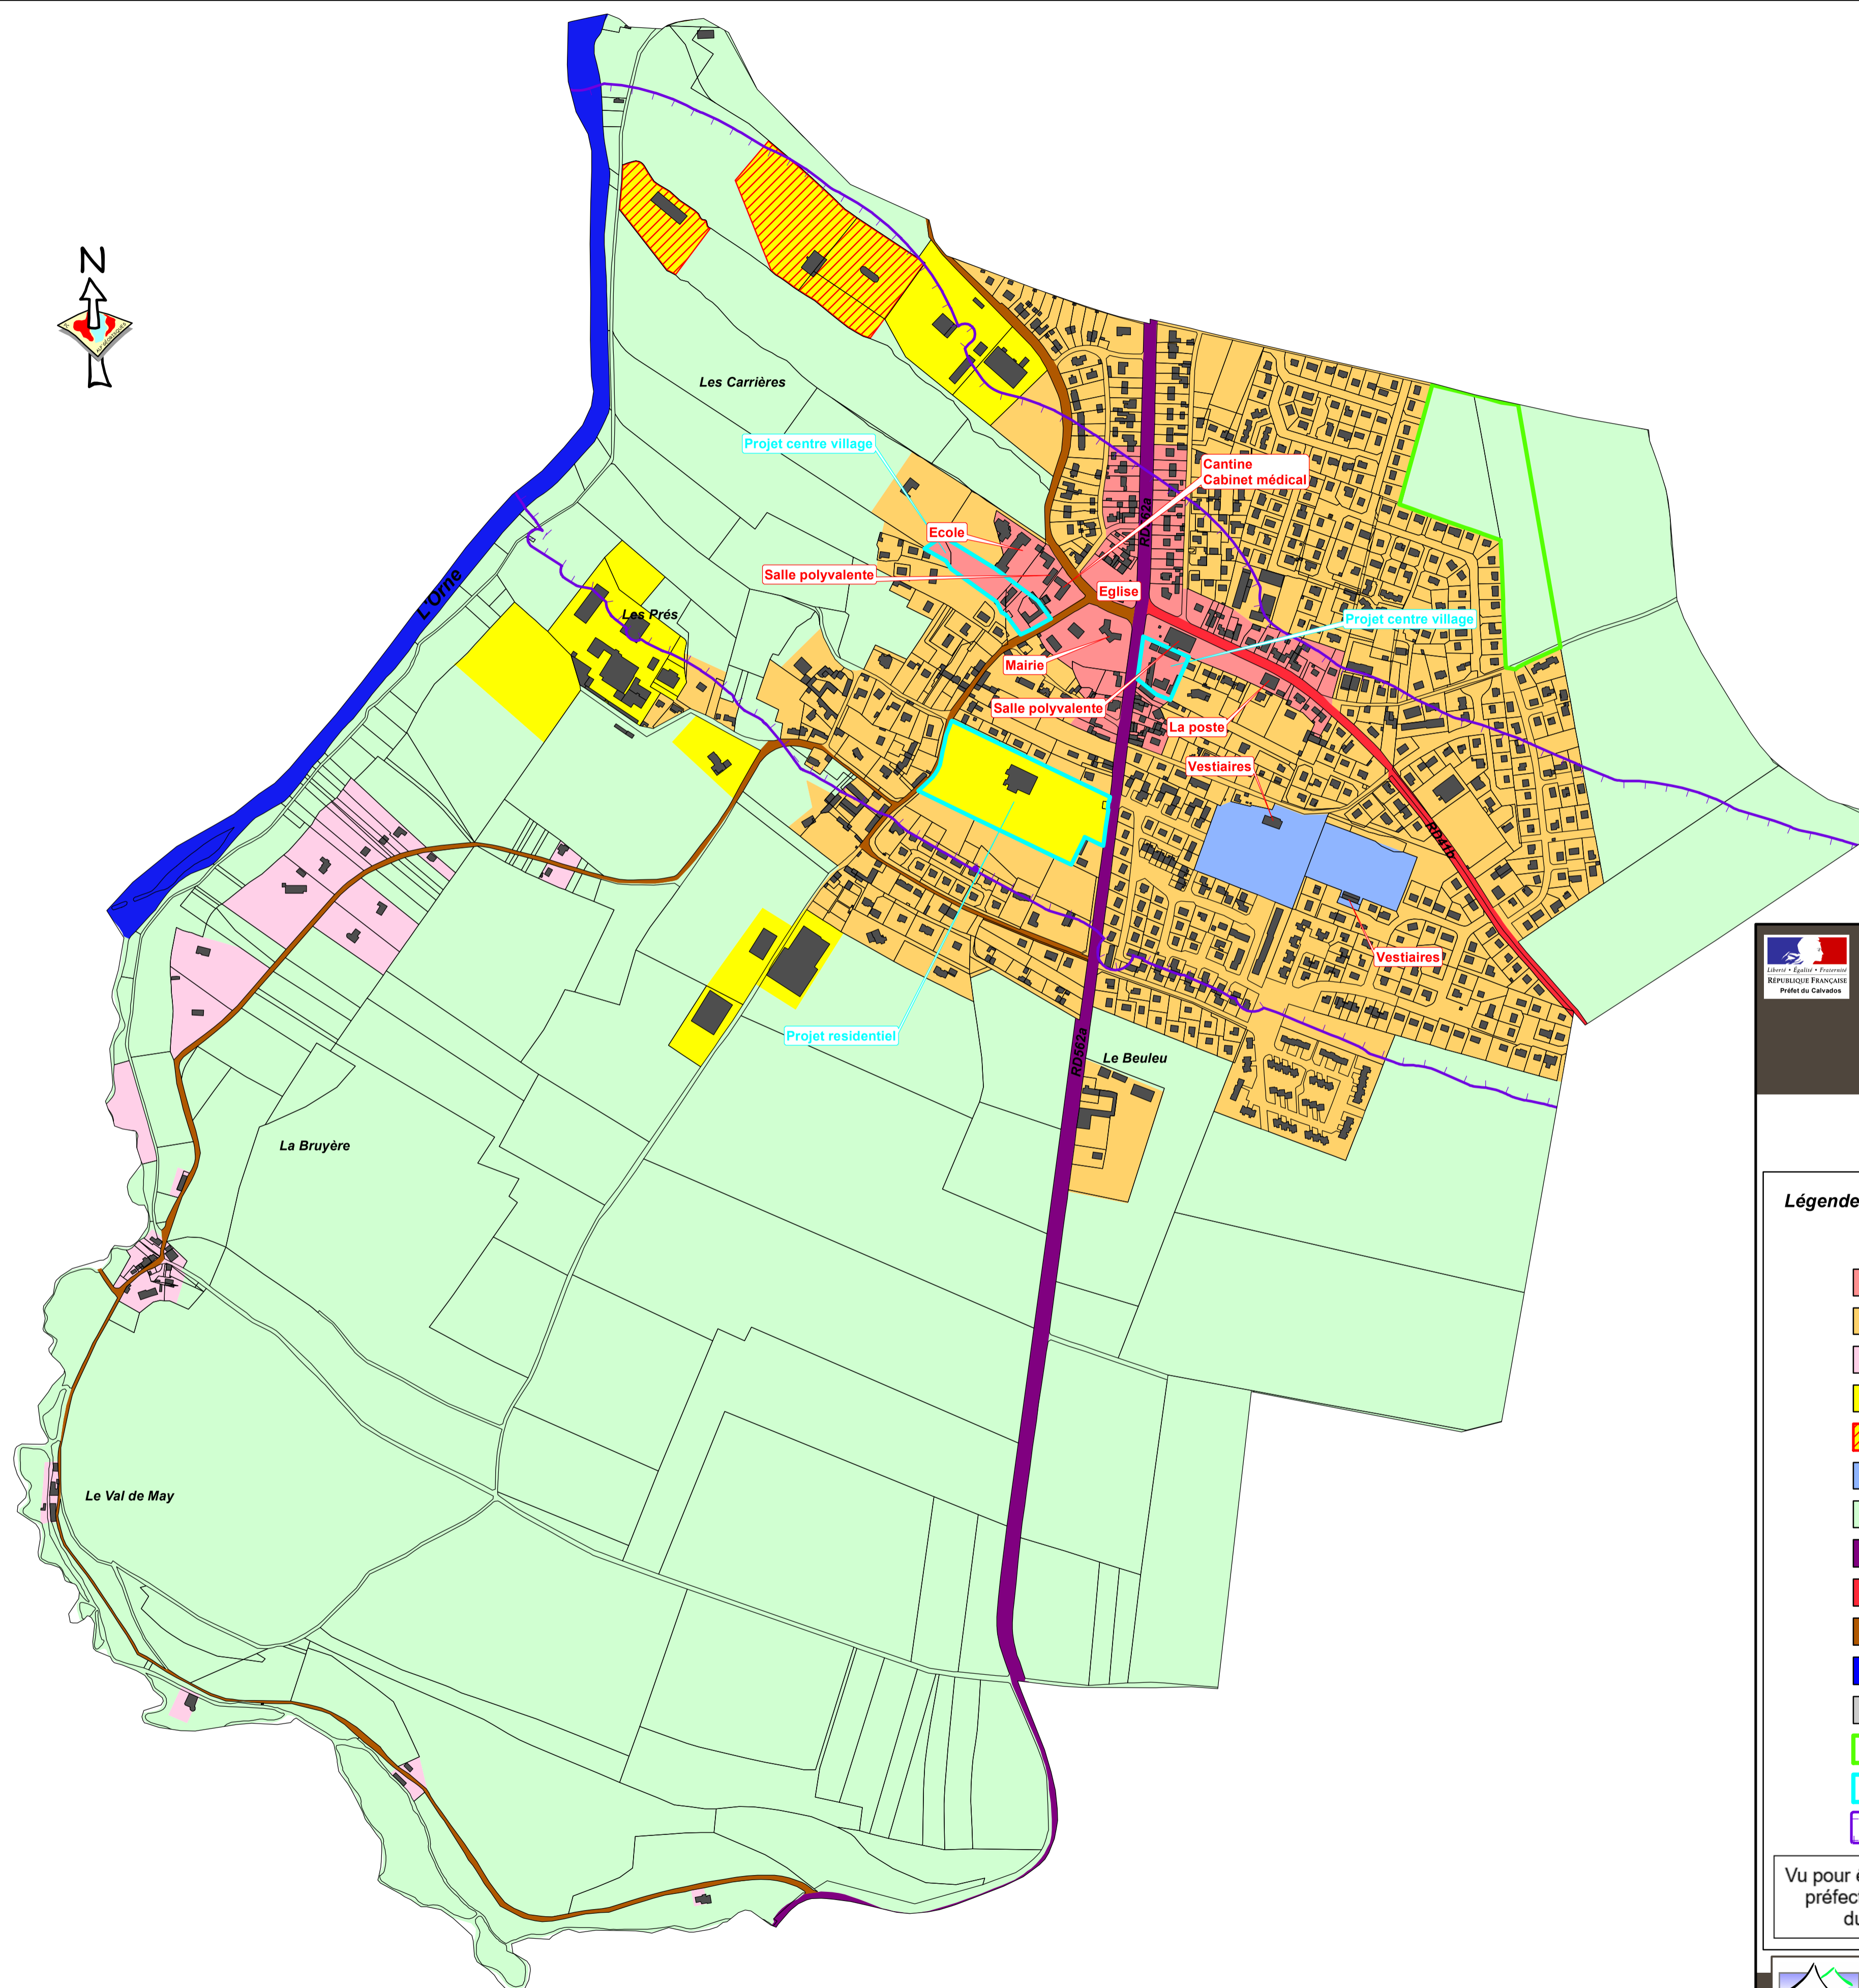 N
Les Carrières
Projet centre village
Cantine
Cabinet médical
RD562a
Ecole
Salle polyvalente
Eglise
L'Orne
Les Prés
Projet centre village
Mairie
Salle polyvalente
La poste
Vestiaires
RD41b
Vestiaires
Liberté • Égalité • Fraternité
RÉPUBLIQUE FRANÇAISE
Préfet du Calvados
Projet residentiel
RD562a
Le Beuleu
La Bruyère
Légende
Le Val de May
Vu pour
préfec
du